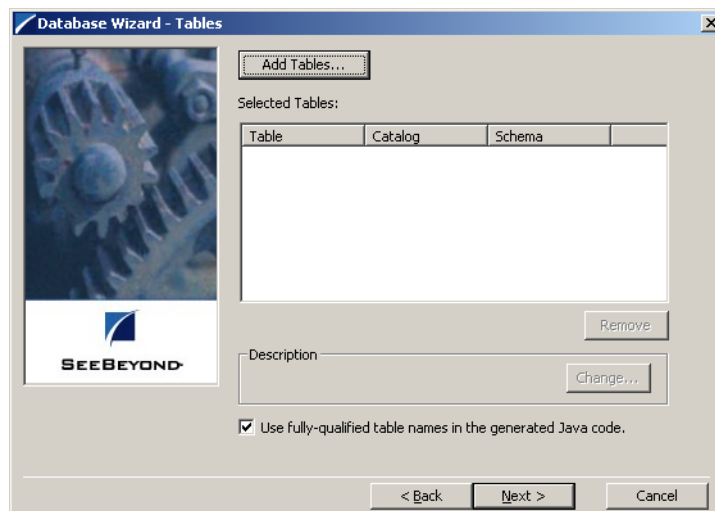 Database Wizard - Tables
Add Tables...
Selected Tables:
Table Catalog Schema
Remove
SEEBEYOND
Description
Change...
Use fully-qualified table names in the generated Java code.
< Back Next > Cancel